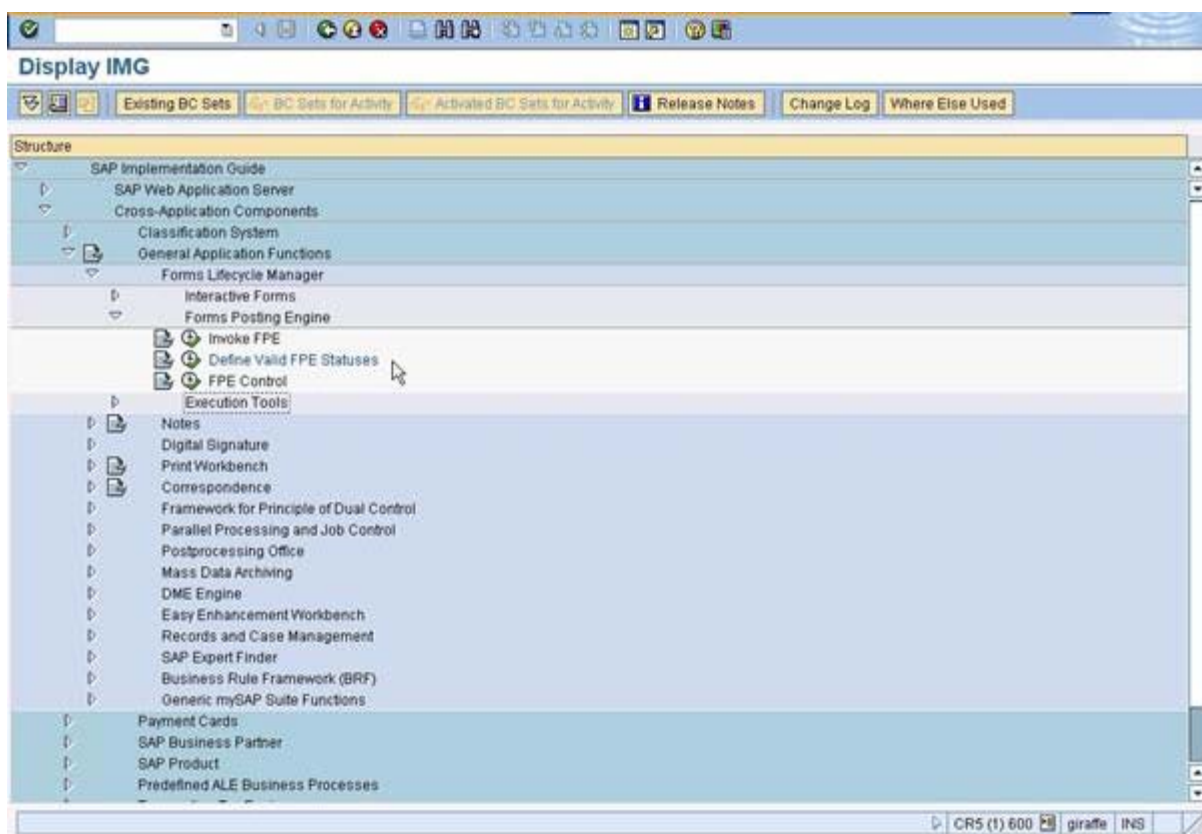 Display IMG
Existing BC Sets BC Sets for Activity Activated BC Sets for Activity Release Notes Change Log Where Else Used
Structure
SAP Implementation Guide
SAP Web Application Server
Cross-Application Components
Classification System
General Application Functions
Forms Lifecycle Manager
Interactive Forms
Forms Posting Engine
Invoke FPE
Define Valid FPE Statuses
FPE Control
Execution Tools
Notes
Digital Signature
Print Workbench
Correspondence
Framework for Principle of Dual Control
Parallel Processing and Job Control
Postprocessing Office
Mass Data Archiving
DME Engine
Easy Enhancement Workbench
Records and Case Management
SAP Expert Finder
Business Rule Framework (BRF)
Generic mySAP Suite Functions
Payment Cards
SAP Business Partner
SAP Product
Predefined ALE Business Processes
CR5 (1) 600 giraffe INS